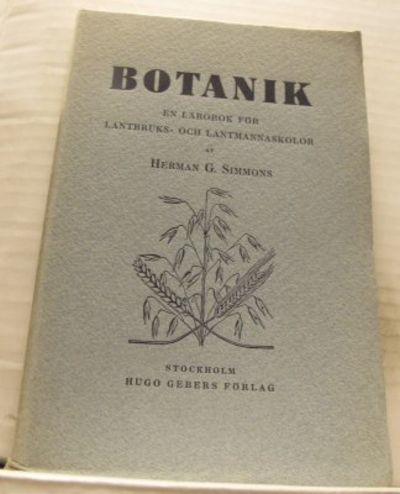 BOTANIK
EN LÄROBOK FÖR
LANTBRUKS- OCH LANTMANNASKOLOR
AV
HERMAN G. SIMMONS
STOCKHOLM
HUGO GEBERS FÖRLAG